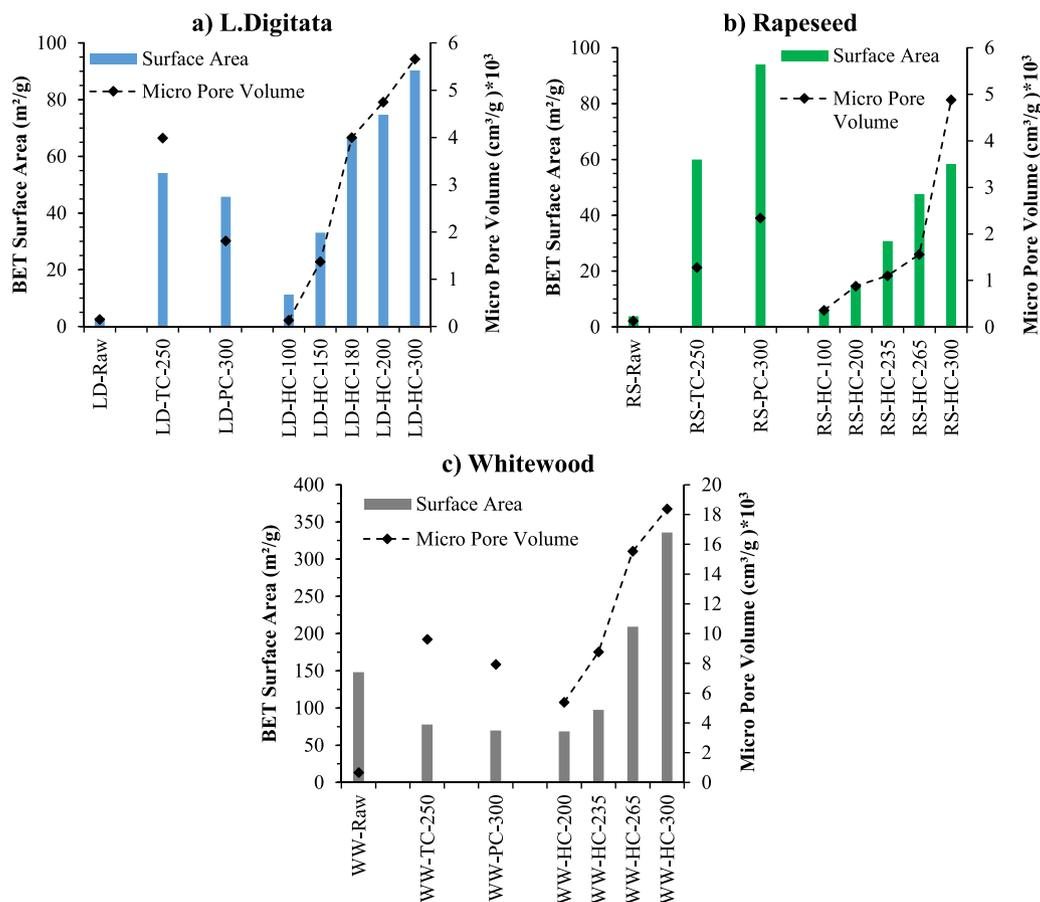 a) L.Digitata
BET Surface Area (m²/g)
100
80
60
40
20
0
Surface Area
Micro Pore Volume
6
5
4
3
2
1
0
Micro Pore Volume (cm³/g )*10³
LD-Raw
LD-TC-250
LD-PC-300
LD-HC-100
LD-HC-150
LD-HC-180
LD-HC-200
LD-HC-300
b) Rapeseed
BET Surface Area (m²/g)
100
80
60
40
20
0
Surface Area
Micro Pore
Volume
6
5
4
3
2
1
0
Micro Pore Volume (cm³/g )*10³
RS-Raw
RS-TC-250
RS-PC-300
RS-HC-100
RS-HC-200
RS-HC-235
RS-HC-265
RS-HC-300
c) Whitewood
BET Surface Area (m²/g)
400
350
300
250
200
150
100
50
0
Surface Area
Micro Pore Volume
20
18
16
14
12
10
8
6
4
2
0
Micro Pore Volume (cm³/g )*10³
WW-Raw
WW-TC-250
WW-PC-300
WW-HC-200
WW-HC-235
WW-HC-265
WW-HC-300